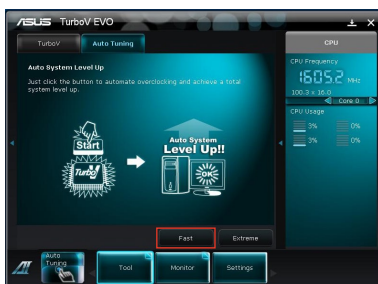 ASUS TurboV EVO
TurboV
Auto Tuning
Auto System Level Up
Just click the button to automate overclocking and achieve a total
system level up.
Start
Turbo
Auto System
Level Up!!
OK
Fast
Extreme
CPU
CPU Frequency
1605.2 MHz
100.3 x 16.0
Core 0
CPU Usage
3%
0%
3%
0%
Auto
Tuning
Tool
Monitor
Settings